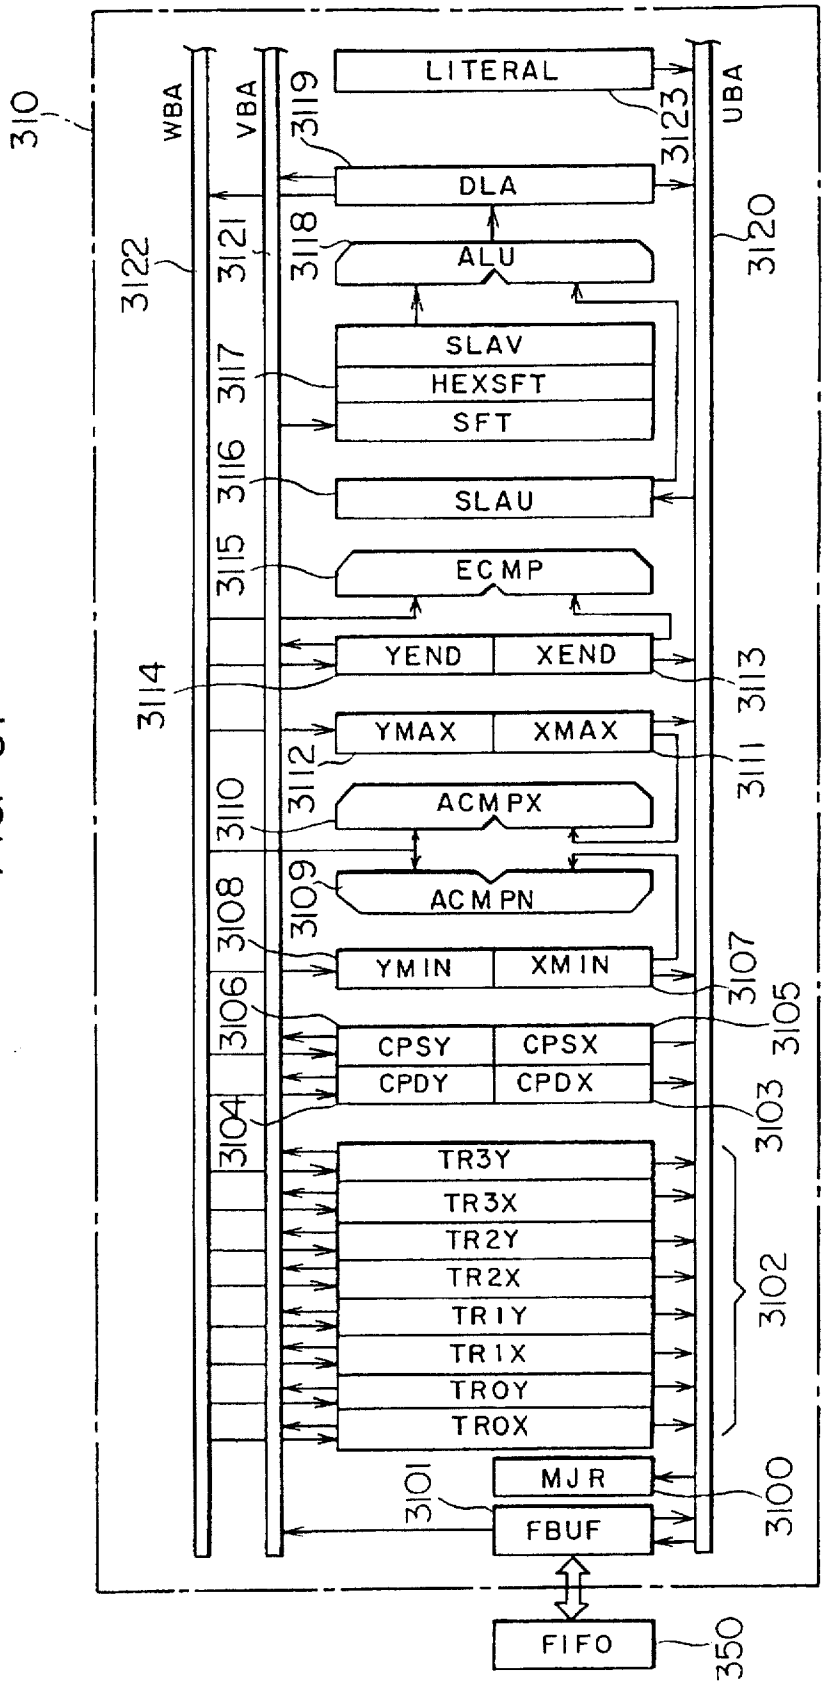 310
WBA
VBA
UBA
3122
3121
3120
LITERAL
3123
3119
DLA
3118
ALU
3117
SLAV
HEXSFT
SFT
3116
SLAU
3115
ECMP
3114
YEND
XEND
3113
YMAX
XMAX
3112
3111
3110
ACMPX
3109
ACMPN
3108
YMIN
XMIN
3107
3106
CPSY
CPSX
3105
CPDY
CPDX
3104
3103
TR3Y
TR3X
TR2Y
TR2X
TR1Y
TR1X
TR0Y
TR0X
3102
MJR
3100
3101
FBUF
FIFO
350